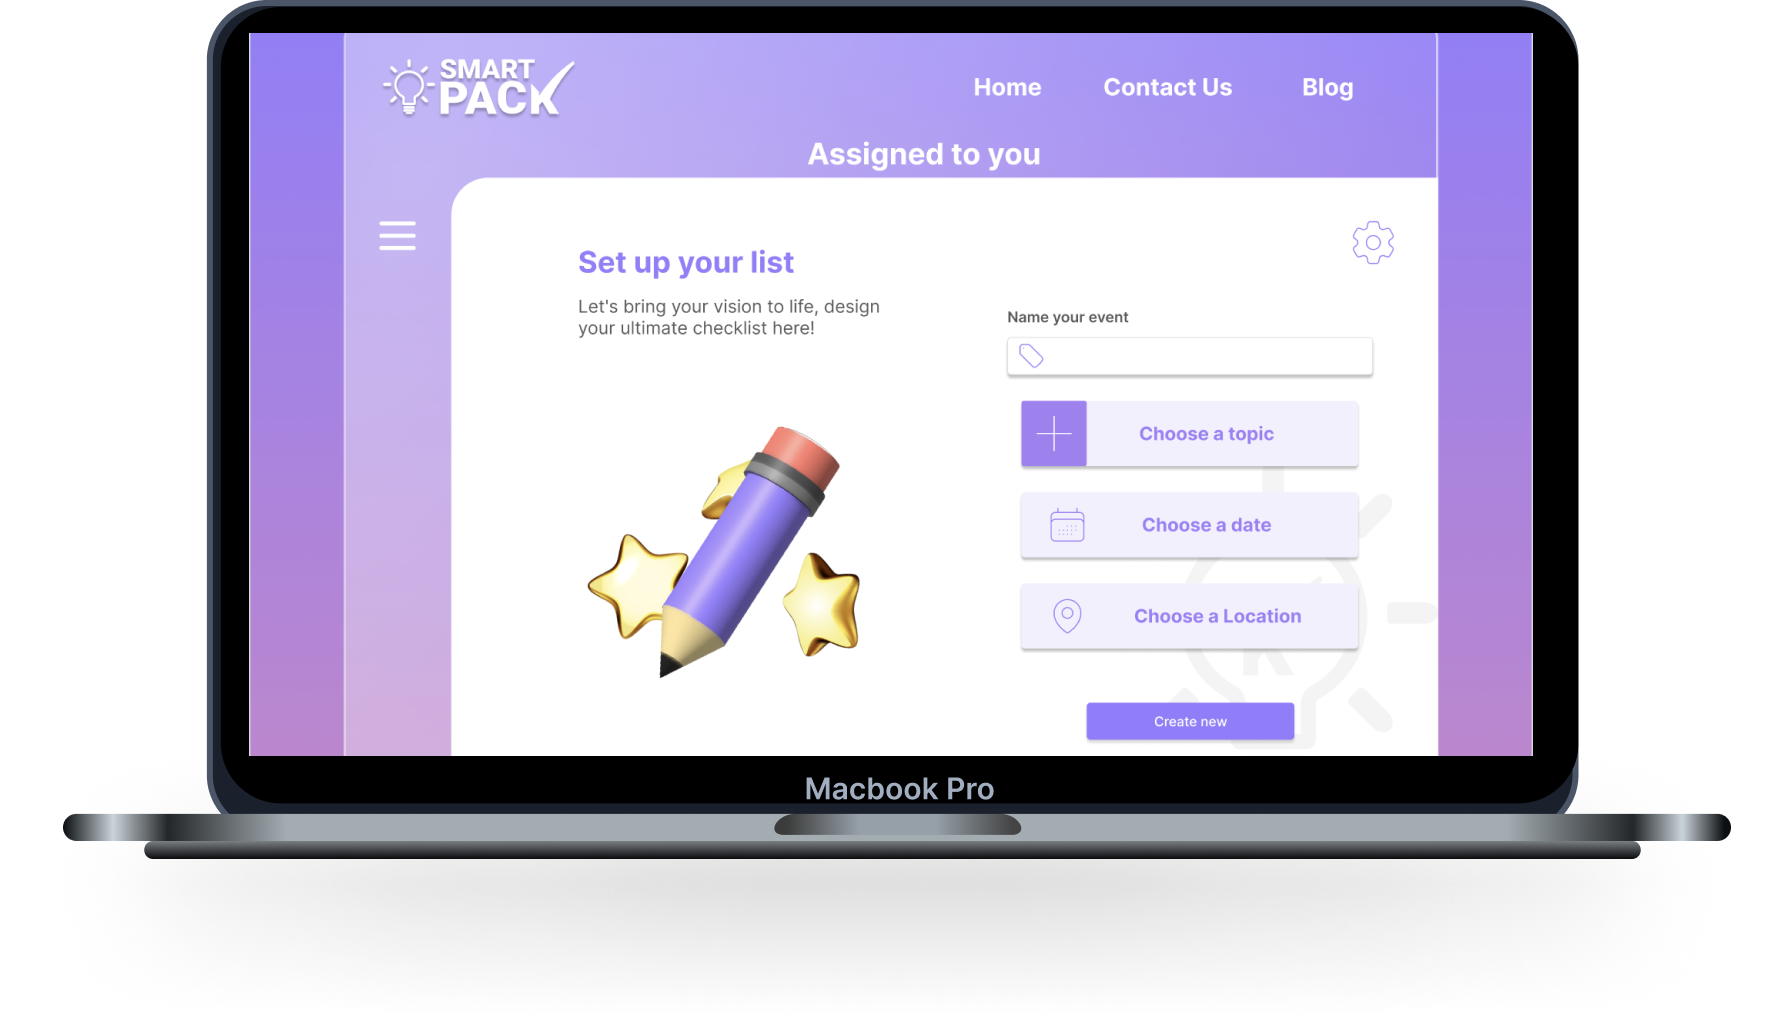 SMART
PACK
Home
Contact Us
Blog
Assigned to you
Set up your list
Let's bring your vision to life, design
your ultimate checklist here!
Name your event
Choose a topic
Choose a date
Choose a Location
Create new
Macbook Pro